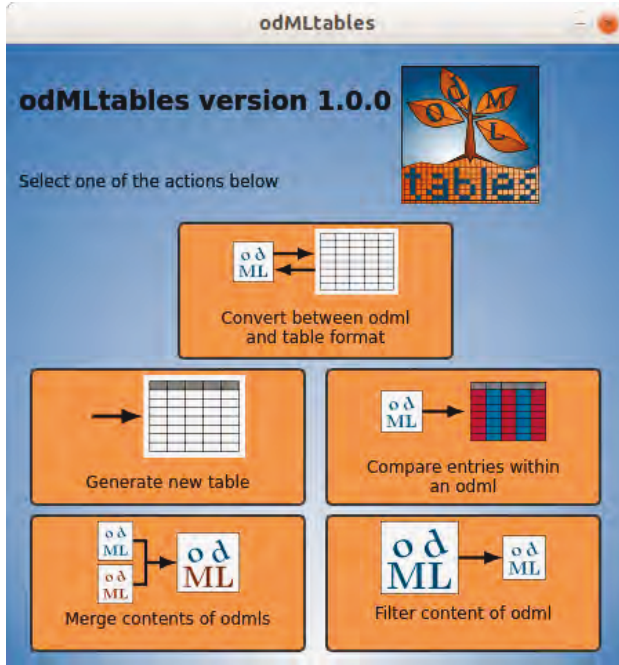 odMLtables
odMLtables version 1.0.0
od
ML
tables
Select one of the actions below
od
ML
Convert between odml
and table format
Generate new table
od
ML
Compare entries within
an odml
od
ML
od
ML
od
ML
Merge contents of odmls
od
ML
od
ML
Filter content of odml